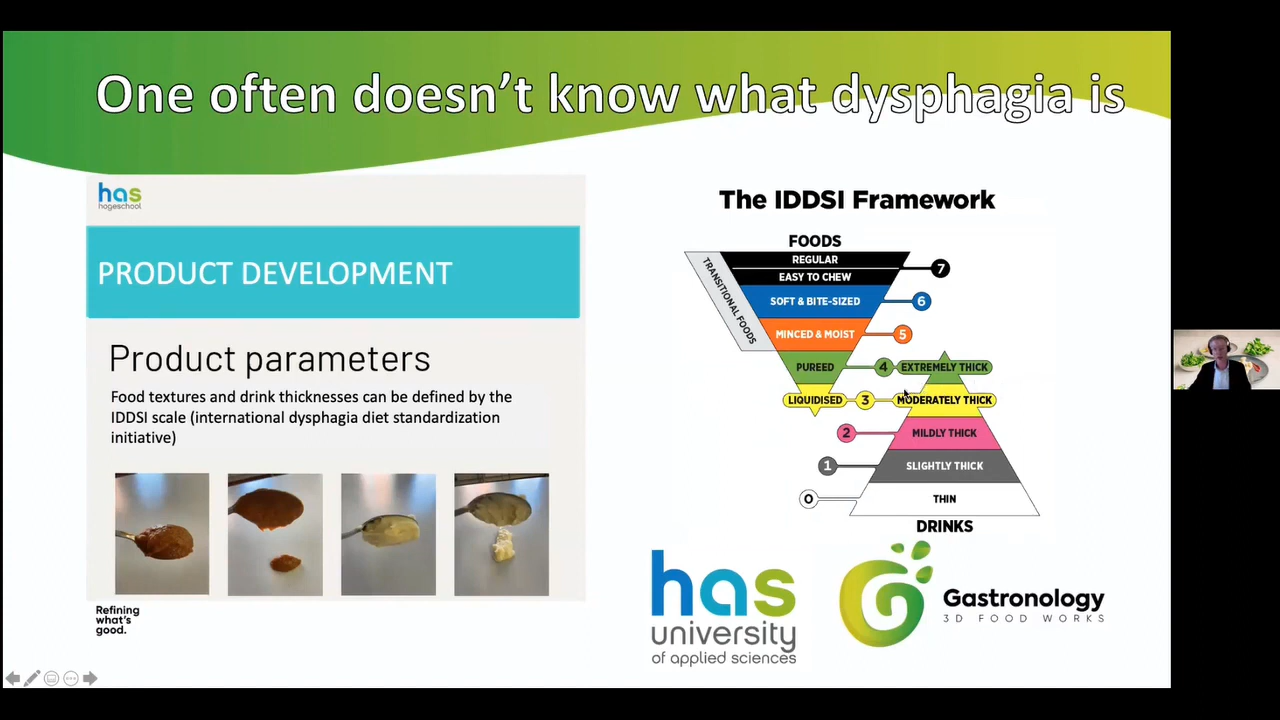 One often doesn't know what dysphagia is
has
hogeschool
PRODUCT DEVELOPMENT
Product parameters
Food textures and drink thicknesses can be defined by the
IDDSI scale (international dysphagia diet standardization
initiative)
Refining
what's
good.
The IDDSI Framework
FOODS
TRANSITIONAL FOODS
REGULAR
EASY TO CHEW
7
SOFT & BITE-SIZED
6
MINCED & MOIST
5
PUREED
4
EXTREMELY THICK
LIQUIDISED
3
MODERATELY THICK
2
MILDLY THICK
1
SLIGHTLY THICK
0
THIN
DRINKS
has
university
of applied sciences
Gastronology
3D FOOD WORKS